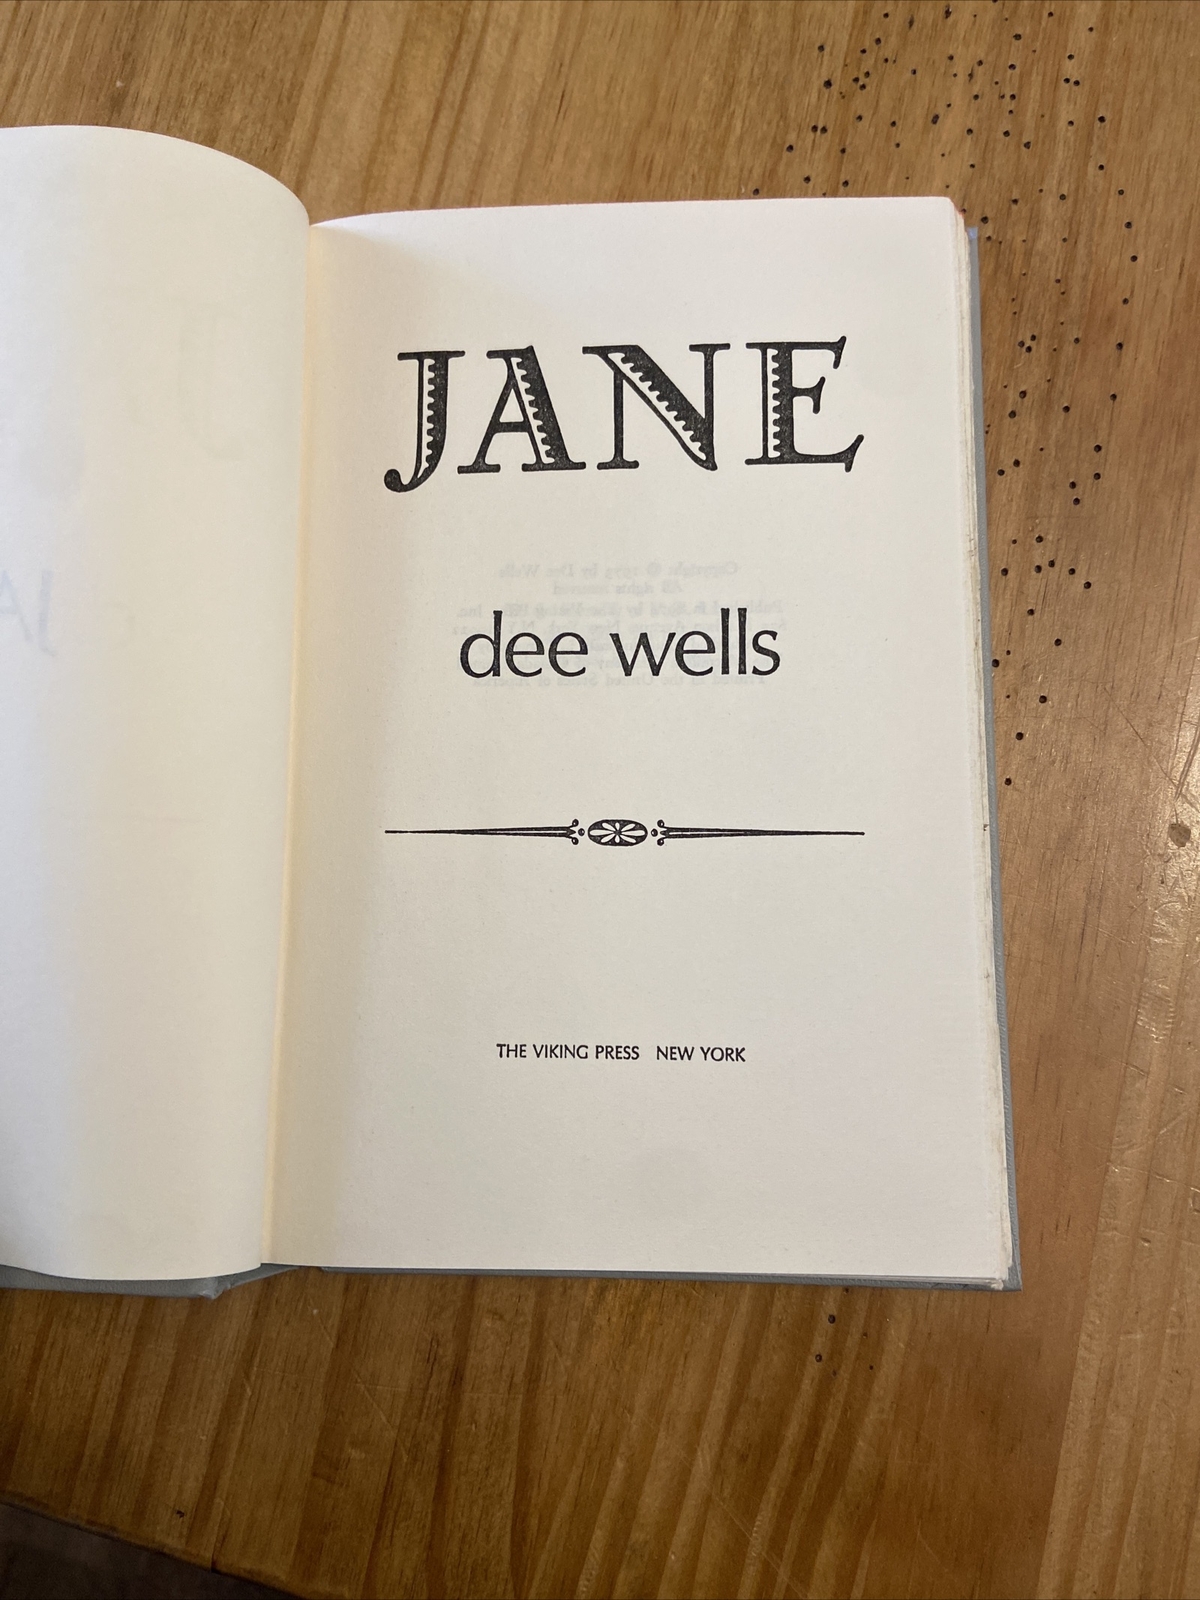 JANE
dee wells
THE VIKING PRESS NEW YORK